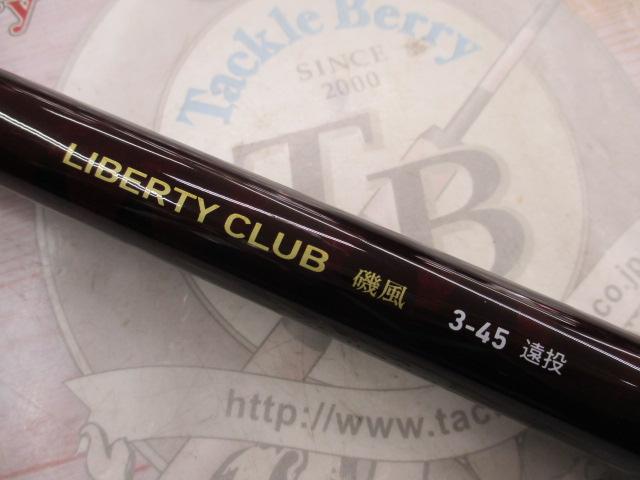 Tackle Berry
SINCE
2000
TB
LIBERTY CLUB 磯風 3-45 遠投
.co.jp
http://www.tac